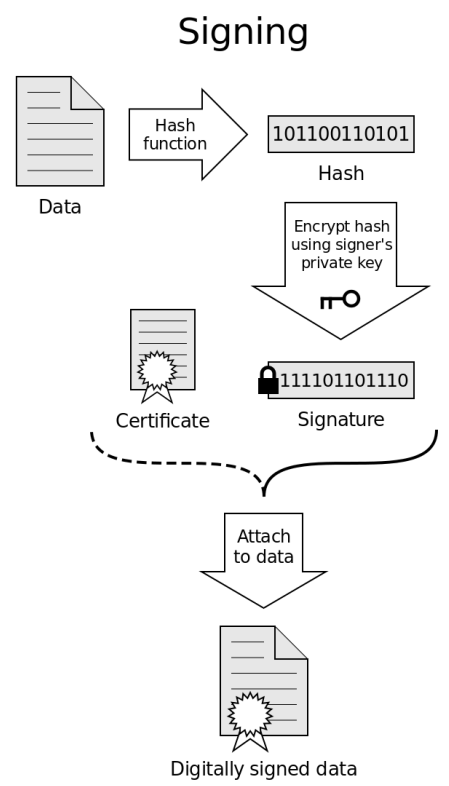 Signing
Hash
function
101100110101
Hash
Data
Encrypt hash
using signer's
private key
111101101110
Certificate
Signature
Attach
to data
Digitally signed data